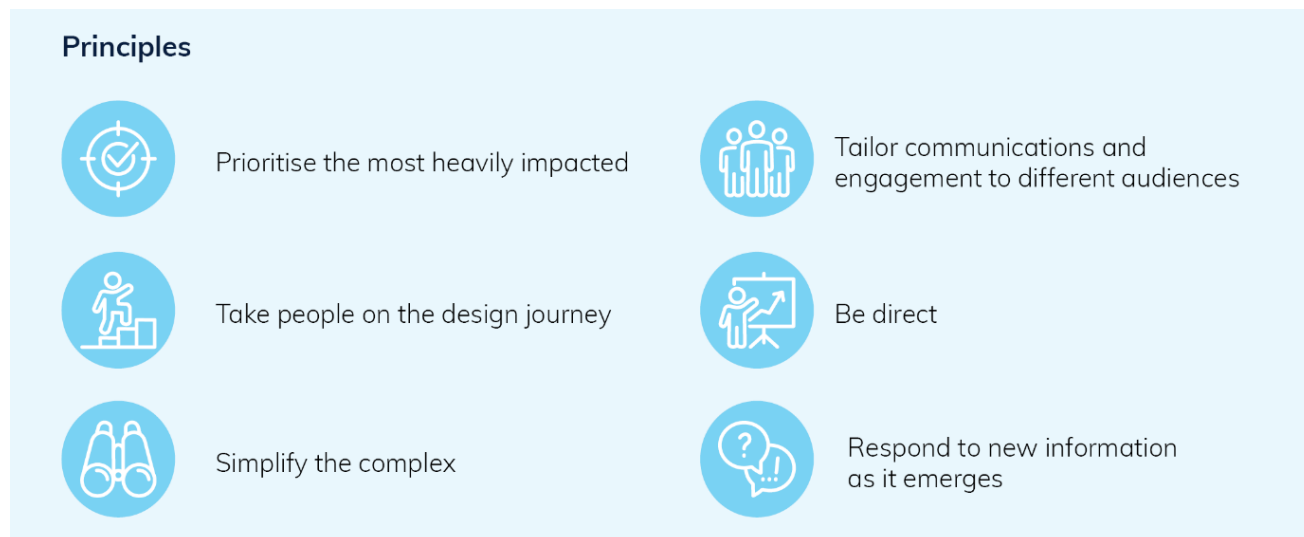 Principles
Prioritise the most heavily impacted
Take people on the design journey
Simplify the complex
Tailor communications and
engagement to different audiences
Be direct
Respond to new information
as it emerges